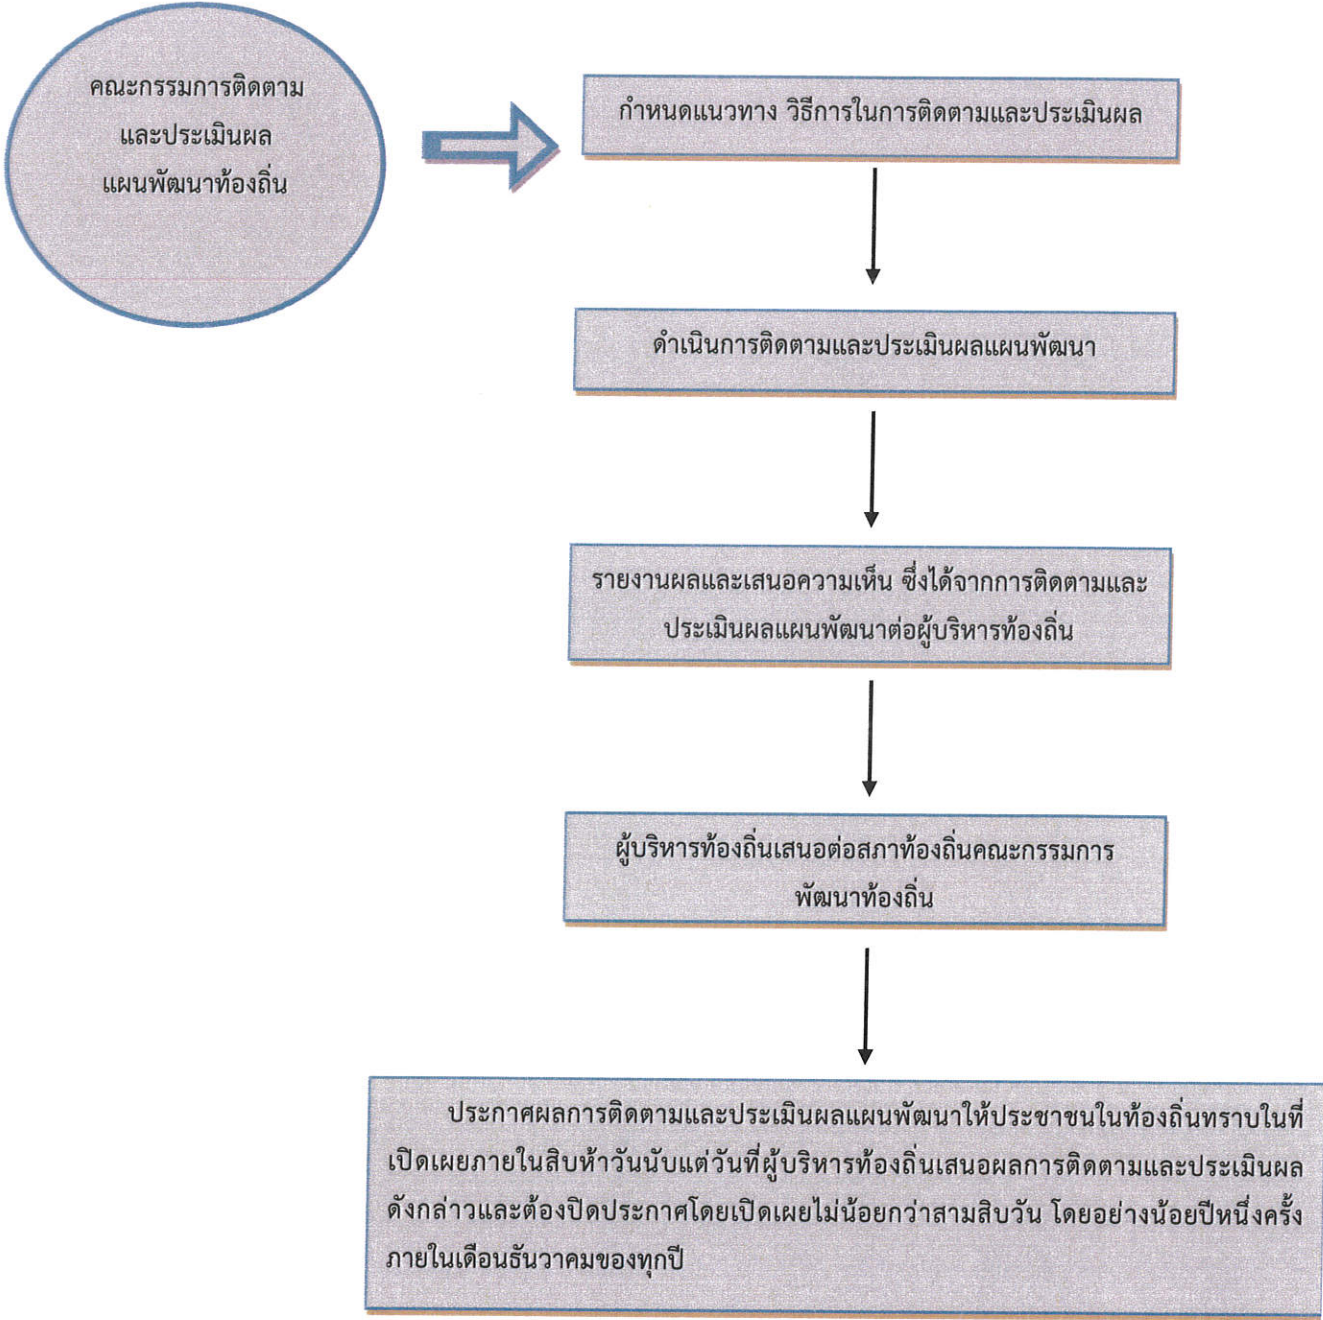 คณะกรรมการติดตาม
และประเมินผล
แผนพัฒนาท้องถิ่น
กำหนดแนวทาง วิธีการในการติดตามและประเมินผล
ดำเนินการติดตามและประเมินผลแผนพัฒนา
รายงานผลและเสนอความเห็น ซึ่งได้จากการติดตามและ
ประเมินผลแผนพัฒนาต่อผู้บริหารท้องถิ่น
ผู้บริหารท้องถิ่นเสนอต่อสภาท้องถิ่นคณะกรรมการ
พัฒนาท้องถิ่น
ประกาศผลการติดตามและประเมินผลแผนพัฒนาให้ประชาชนในท้องถิ่นทราบในที่
เปิดเผยภายในสิบห้าวันนับแต่วันที่ผู้บริหารท้องถิ่นเสนอผลการติดตามและประเมินผล
ดังกล่าวและต้องปิดประกาศโดยเปิดเผยไม่น้อยกว่าสามสิบวัน โดยอย่างน้อยปีหนึ่งครั้ง
ภายในเดือนธันวาคมของทุกปี